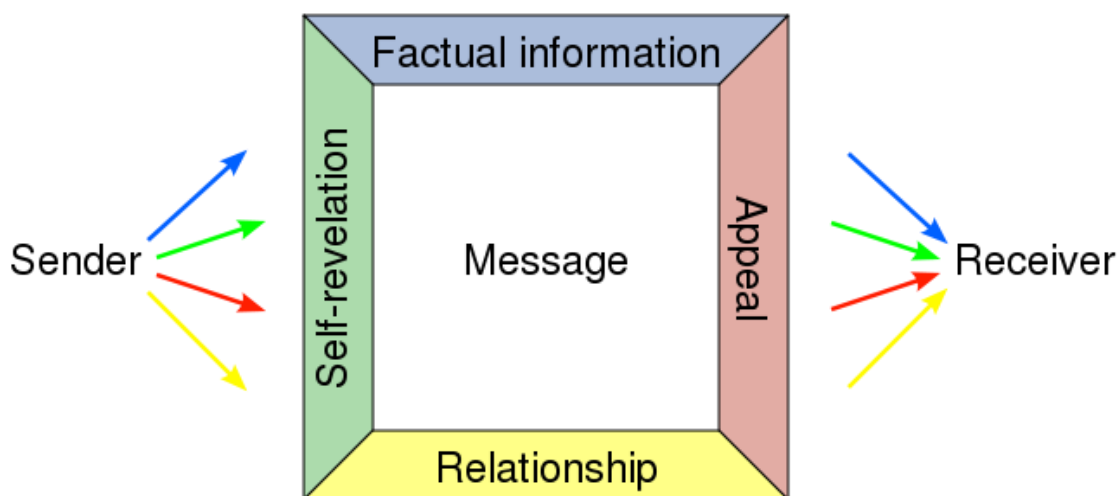 Factual information
Self-revelation
Sender
Message
Appeal
Receiver
Relationship